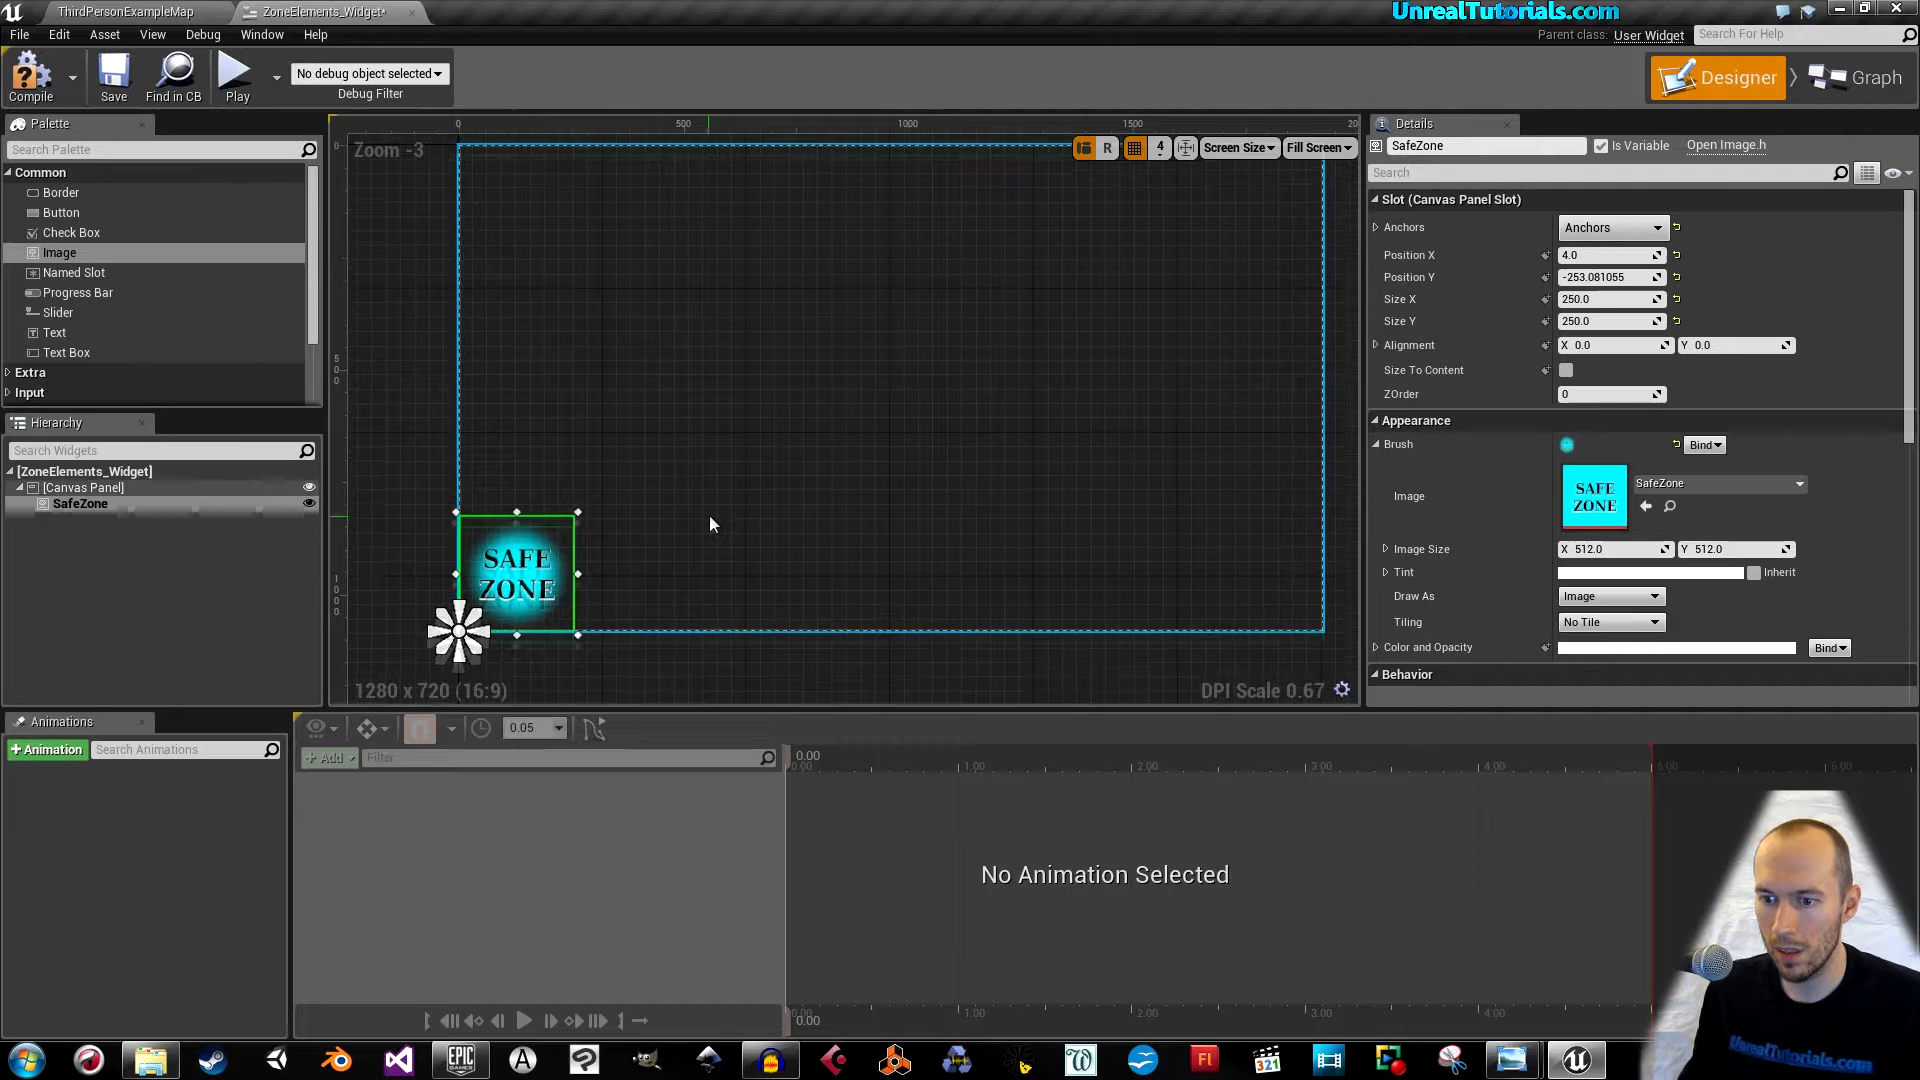 ThirdPersonExampleMap
ZoneElements_Widget*
UnrealTutorials.com
File Edit Asset View Debug Window Help
Parent class: User Widget
Search For Help
Compile
Save
Find in CB
Play
No debug object selected
Debug Filter
Designer
Graph
Palette
Search Palette
Common
Border
Button
Check Box
Image
Named Slot
Progress Bar
Slider
Text
Text Box
Extra
Input
Hierarchy
Search Widgets
[ZoneElements_Widget]
[Canvas Panel]
SafeZone
0 500 1000 1500 20
Zoom -3
R
4
Screen Size
Fill Screen
0
500
1000
SAFE
ZONE
1280 x 720 (16:9)
DPI Scale 0.67
Details
SafeZone
Is Variable
Open Image.h
Search
Slot (Canvas Panel Slot)
Anchors Anchors
Position X 4.0
Position Y -253.081055
Size X 250.0
Size Y 250.0
Alignment X 0.0 Y 0.0
Size To Content
ZOrder 0
Appearance
Brush Bind
Image
SAFE
ZONE
SafeZone
Image Size X 512.0 Y 512.0
Tint Inherit
Draw As Image
Tiling No Tile
Color and Opacity Bind
Behavior
Animations
+ Animation
Search Animations
0.05
+ Add
Filter
0.00
0.00 1.00 2.00 3.00 4.00 5.00 6.00
No Animation Selected
0.00
0.00 1.00 2.00 3.00 4.00
EPIC
GAMES
Fl
321
UnrealTutorials.com